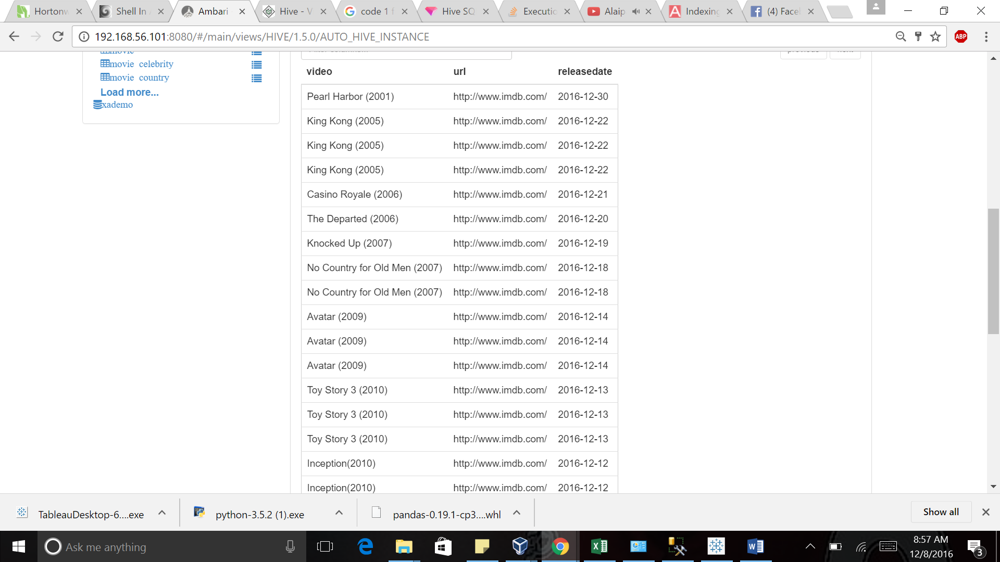 Hortonw
Shell In
Ambari
Hive - V
code 1 f
Hive SQ
Executio
Alaip
Indexing
(4) Face
192.168.56.101:8080/#/main/views/HIVE/1.5.0/AUTO_HIVE_INSTANCE
ABP
movie
movie_celebrity
movie_country
Load more...
xademo
Filter columns...
previous
next
video url releasedate
Pearl Harbor (2001) http://www.imdb.com/ 2016-12-30
King Kong (2005) http://www.imdb.com/ 2016-12-22
King Kong (2005) http://www.imdb.com/ 2016-12-22
King Kong (2005) http://www.imdb.com/ 2016-12-22
Casino Royale (2006) http://www.imdb.com/ 2016-12-21
The Departed (2006) http://www.imdb.com/ 2016-12-20
Knocked Up (2007) http://www.imdb.com/ 2016-12-19
No Country for Old Men (2007) http://www.imdb.com/ 2016-12-18
No Country for Old Men (2007) http://www.imdb.com/ 2016-12-18
Avatar (2009) http://www.imdb.com/ 2016-12-14
Avatar (2009) http://www.imdb.com/ 2016-12-14
Avatar (2009) http://www.imdb.com/ 2016-12-14
Toy Story 3 (2010) http://www.imdb.com/ 2016-12-13
Toy Story 3 (2010) http://www.imdb.com/ 2016-12-13
Toy Story 3 (2010) http://www.imdb.com/ 2016-12-13
Inception(2010) http://www.imdb.com/ 2016-12-12
Inception(2010) http://www.imdb.com/ 2016-12-12
TableauDesktop-6....exe
python-3.5.2 (1).exe
pandas-0.19.1-cp3....whl
Show all
Ask me anything
8:57 AM
12/8/2016
3